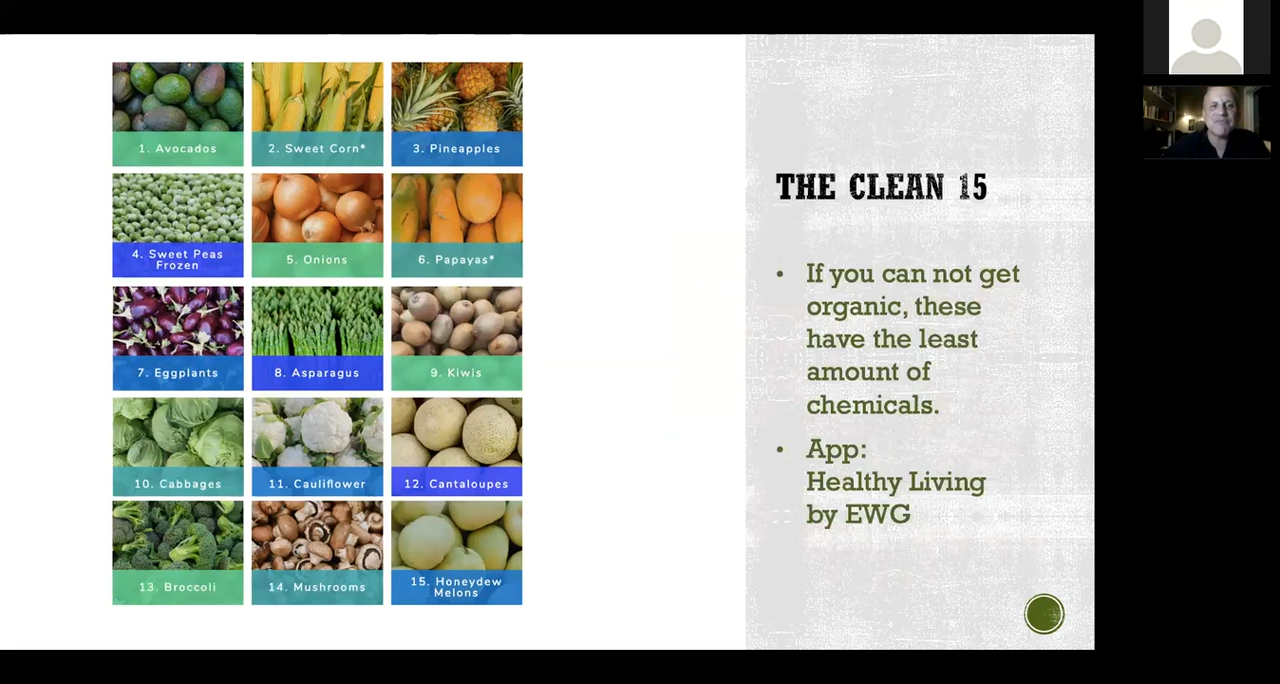 1. Avocados
2. Sweet Corn*
3. Pineapples
4. Sweet Peas
Frozen
5. Onions
6. Papayas*
7. Eggplants
8. Asparagus
9. Kiwis
10. Cabbages
11. Cauliflower
12. Cantaloupes
13. Broccoli
14. Mushrooms
15. Honeydew
Melons
THE CLEAN 15
• If you can not get
organic, these
have the least
amount of
chemicals.
• App:
Healthy Living
by EWG